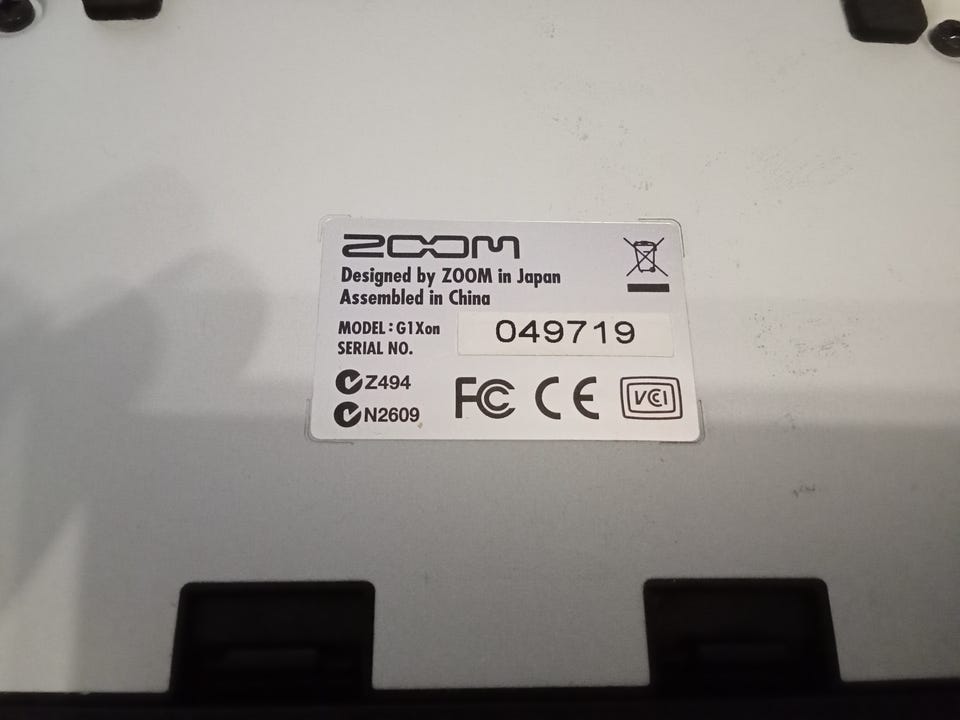 ZOOM
Designed by ZOOM in Japan
Assembled in China
MODEL: G1Xon
SERIAL NO. 049719
Z494
N2609
FC CE VCI